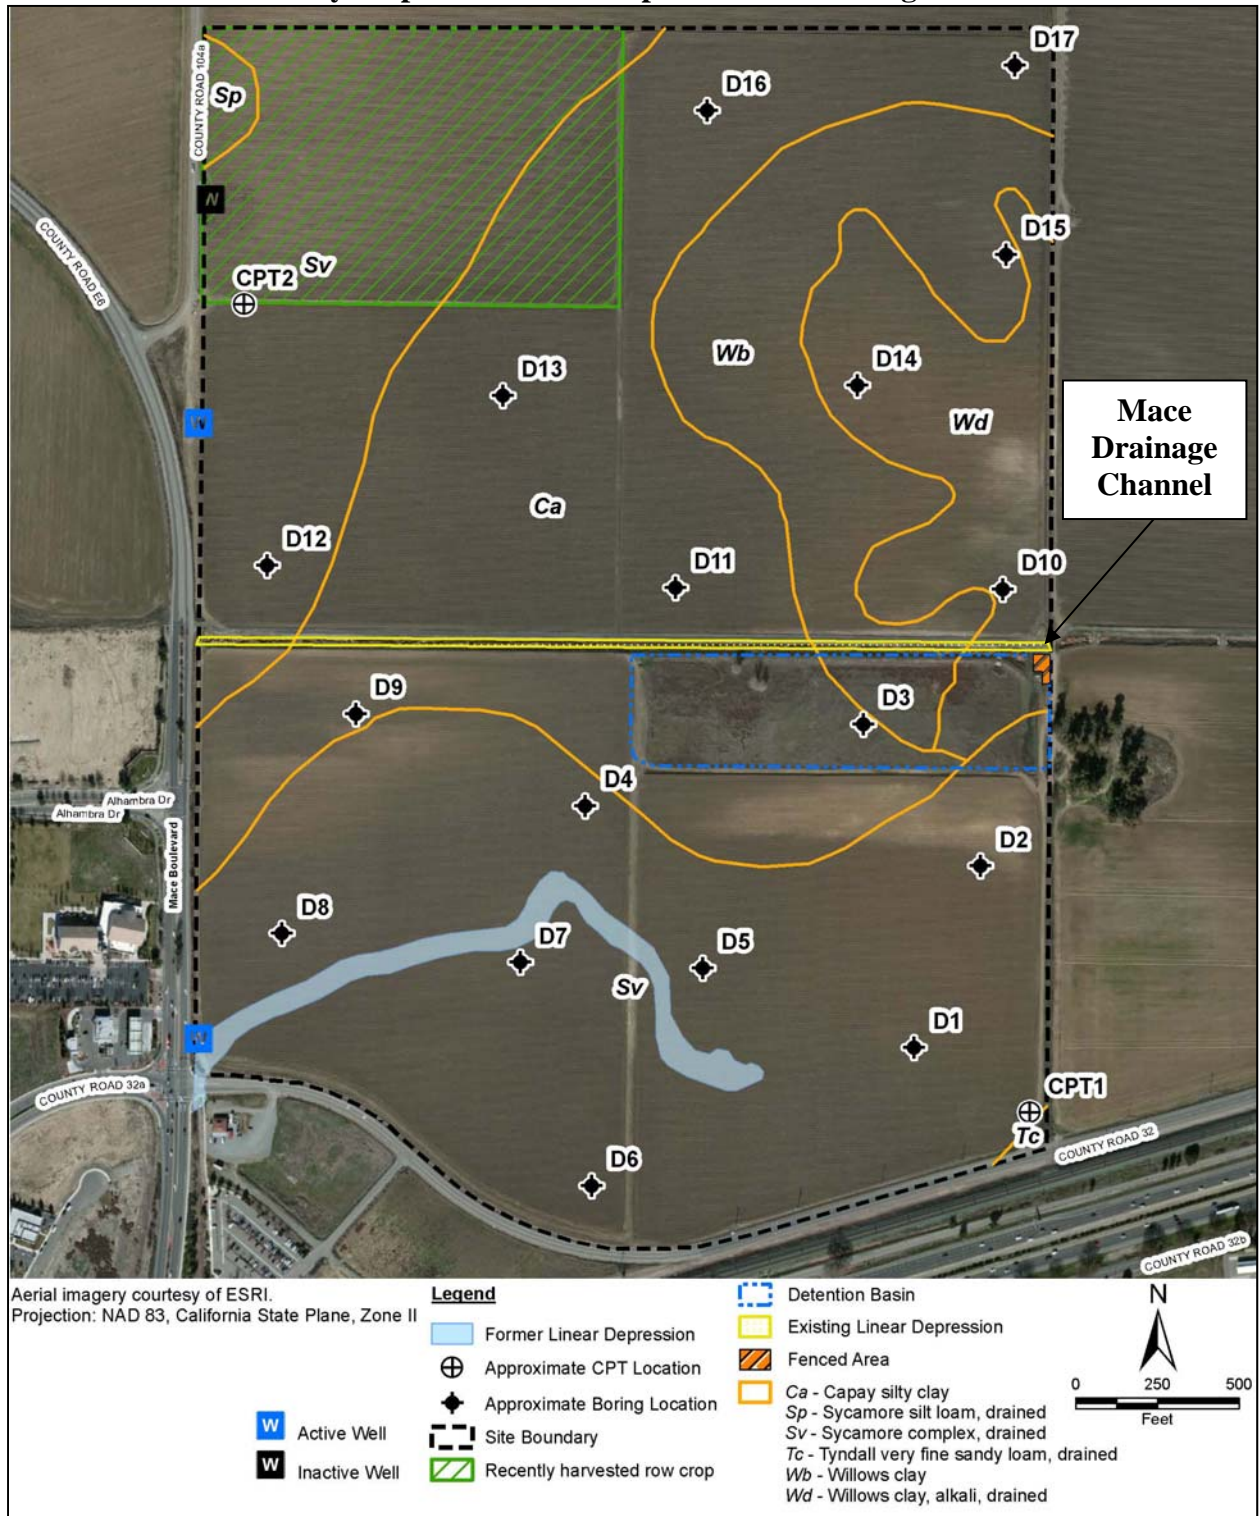 COUNTY ROAD 104a
Sp
D16
D17
N
COUNTY ROAD E6
CPT2
Sv
D15
Wb
D14
D13
Wd
Mace
Drainage
Channel
W
Ca
D12
D11
D10
D9
D3
D4
Alhambra Dr
Alhambra Dr
Mace Boulevard
D2
D8
D7
D5
Sv
W
D1
COUNTY ROAD 32a
CPT1
Tc
COUNTY ROAD 32
D6
COUNTY ROAD 32b
Aerial imagery courtesy of ESRI.
Projection: NAD 83, California State Plane, Zone II
Legend
Former Linear Depression
Approximate CPT Location
Approximate Boring Location
Site Boundary
Recently harvested row crop
W Active Well
W Inactive Well
Detention Basin
Existing Linear Depression
Fenced Area
Ca - Capay silty clay
Sp - Sycamore silt loam, drained
Sv - Sycamore complex, drained
Tc - Tyndall very fine sandy loam, drained
Wb - Willows clay
Wd - Willows clay, alkali, drained
N
0 250 500
Feet